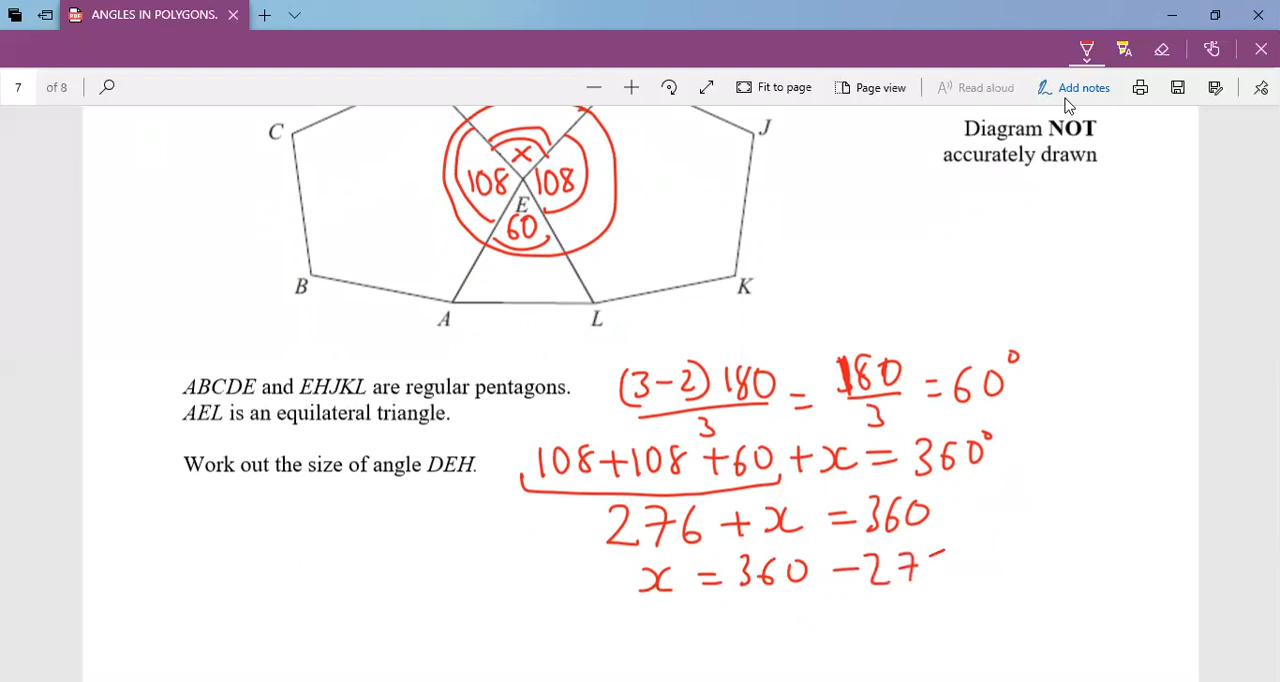 ANGLES IN POLYGONS.
7 of 8
Fit to page
Page view
Read aloud
Add notes
C
J
Diagram NOT
accurately drawn
x
108
108
E
60
B
K
A
L
ABCDE and EHJKL are regular pentagons.
AEL is an equilateral triangle.
Work out the size of angle DEH.
(3-2) 180 / 3 = 180 / 3 = 60°
108+108+60+x=360°
276+x=360
x=360-27